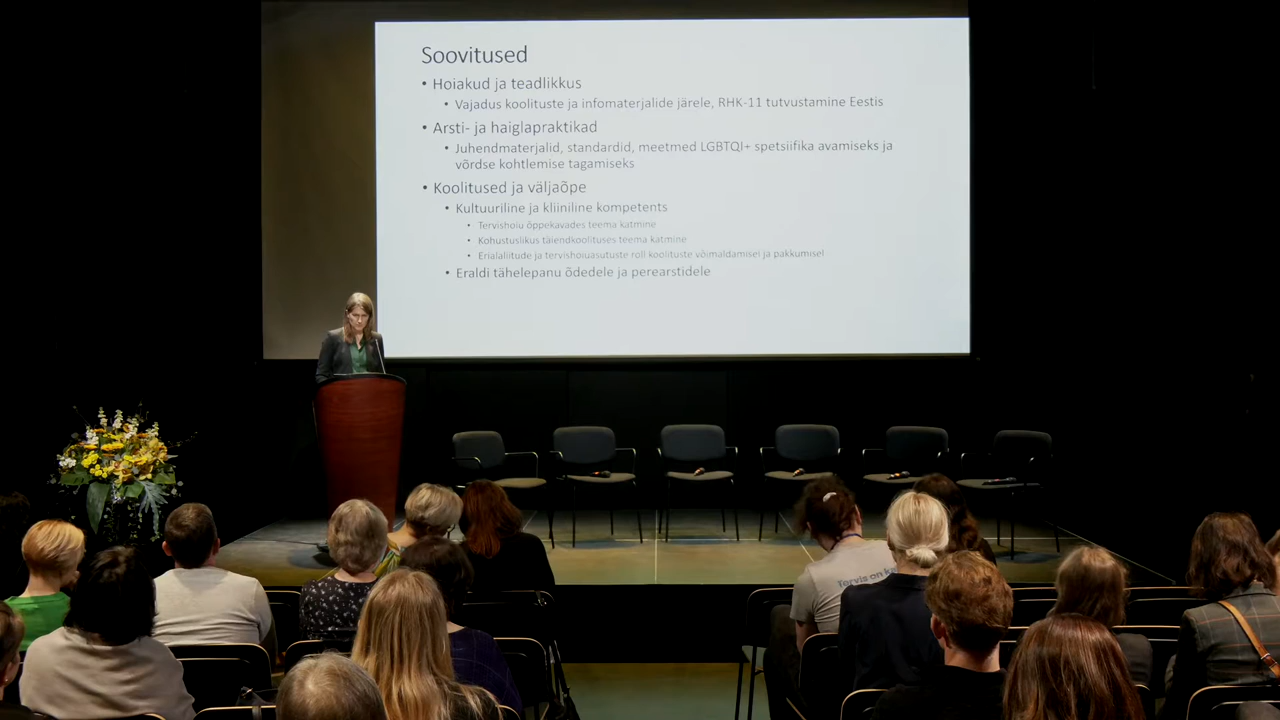 Soovitused
• Hoiakud ja teadlikkus
• Vajadus koolituste ja infomaterjalide järele, RHK-11 tutvustamine Eestis
• Arsti- ja haiglapraktikad
• Juhendmaterjalid, standardid, meetmed LGBTQI+ spetsiifika avamiseks ja
võrdse kohtlemise tagamiseks
• Koolitused ja väljaõpe
• Kultuuriline ja kliiniline kompetents
• Tervishoiu õppekavades teema katmine
• Kohustuslikus täiendkoolituses teema katmine
• Erialaliitude ja tervishoiuasutuste roll koolituste võimaldamisel ja pakkumisel
• Eraldi tähelepanu õdedele ja perearstidele
Tervis on